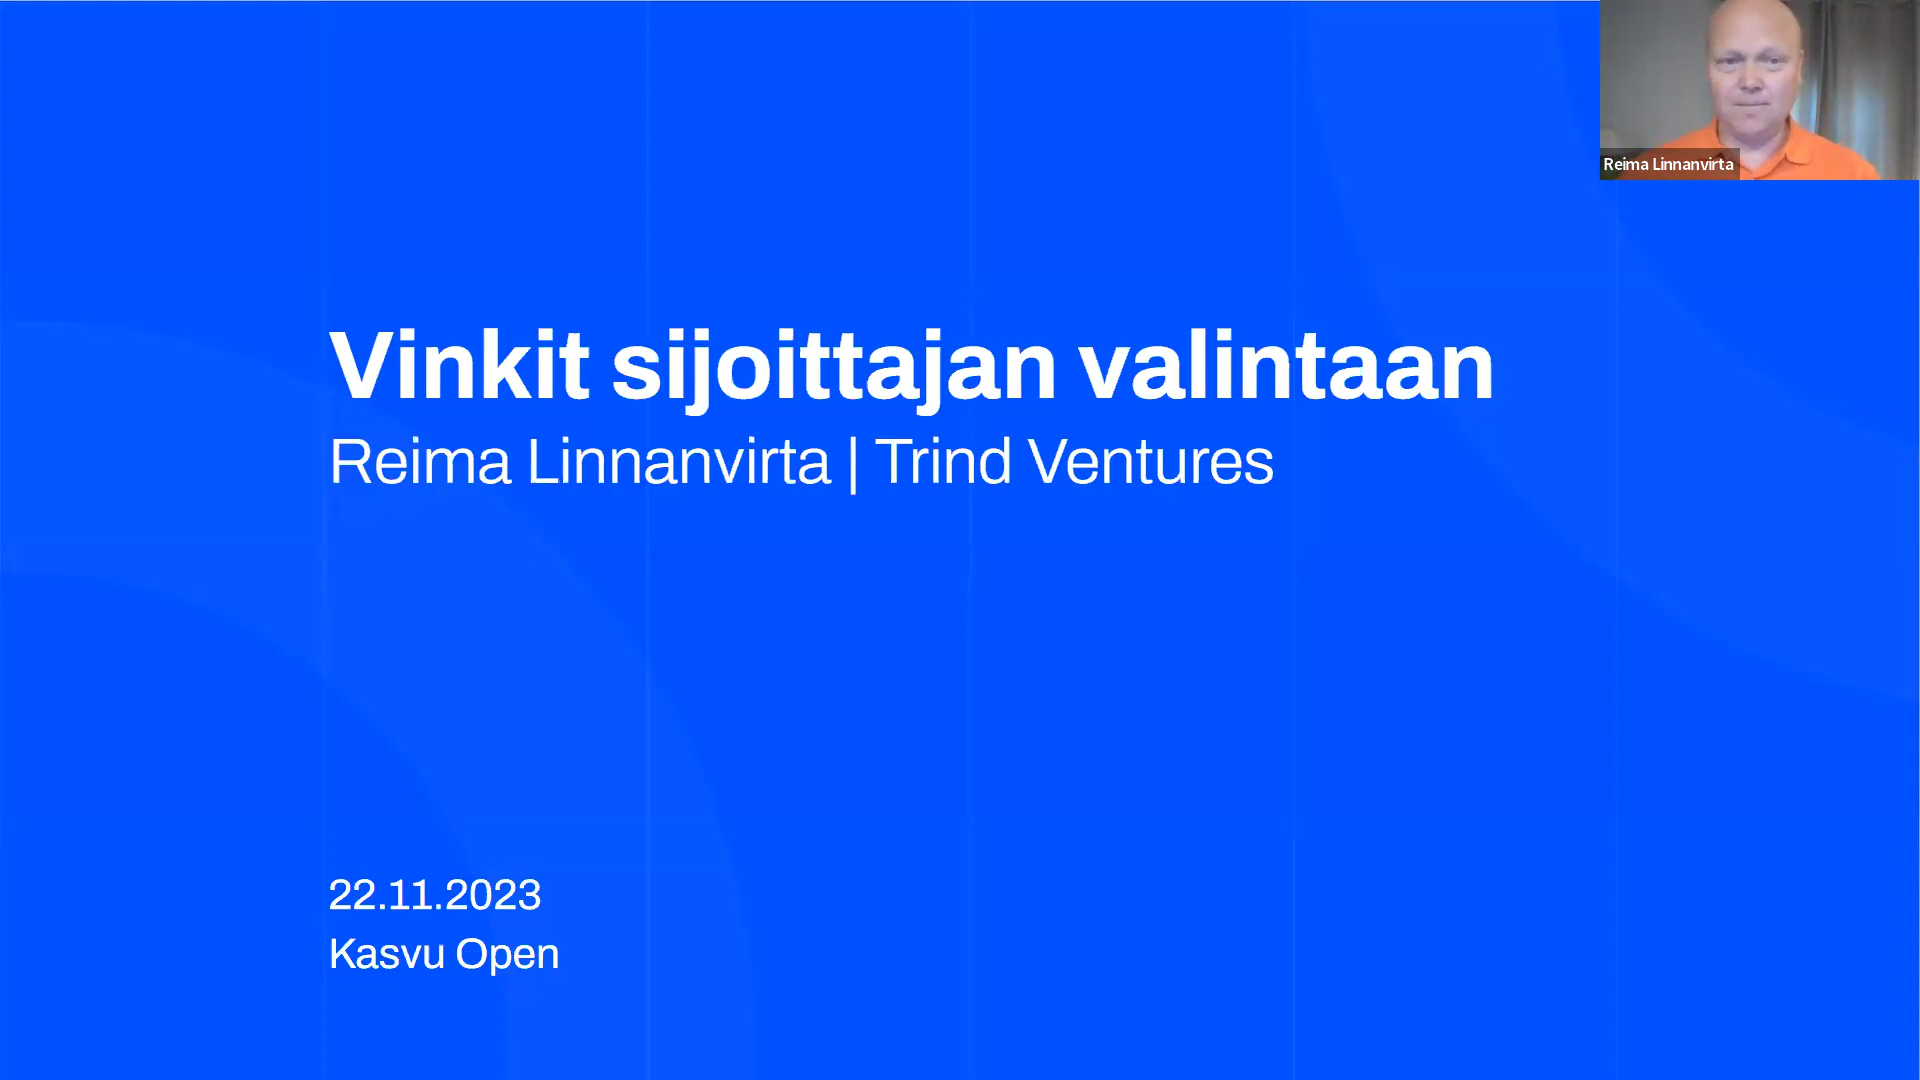 Reima Linnanvirta
Vinkit sijoittajan valintaan
Reima Linnanvirta | Trind Ventures
22.11.2023
Kasvu Open